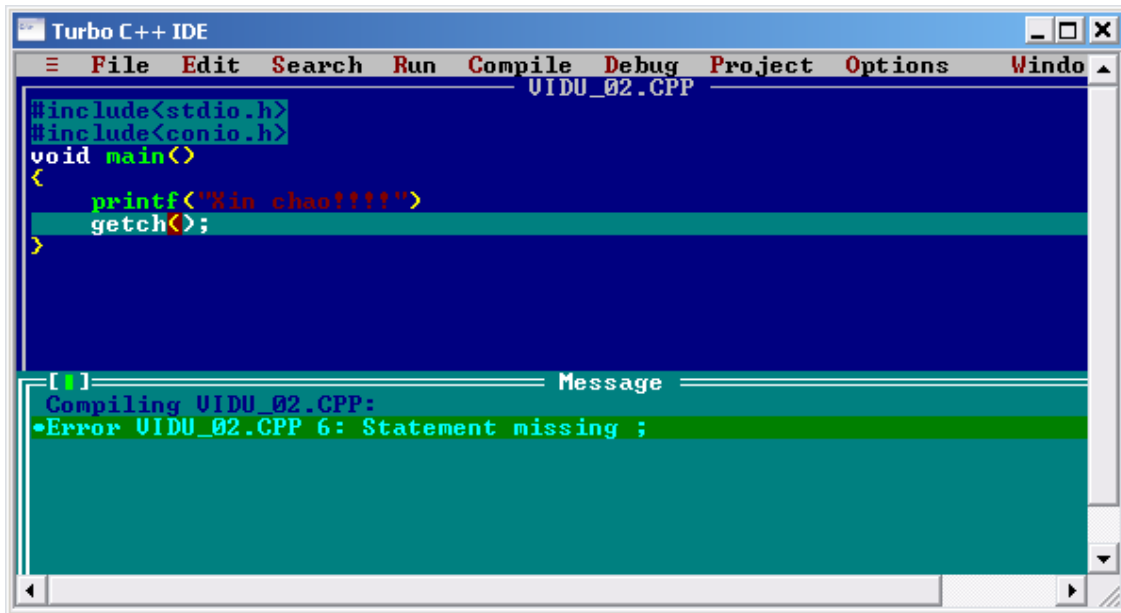 Turbo C++ IDE
≡ File Edit Search Run Compile Debug Project Options Windo
VIDU_02.CPP
#include<stdio.h>
#include<conio.h>
void main()
{
printf("Xin chao!!!!")
getch();
}
[ ] Message
Compiling VIDU_02.CPP:
•Error VIDU_02.CPP 6: Statement missing ;